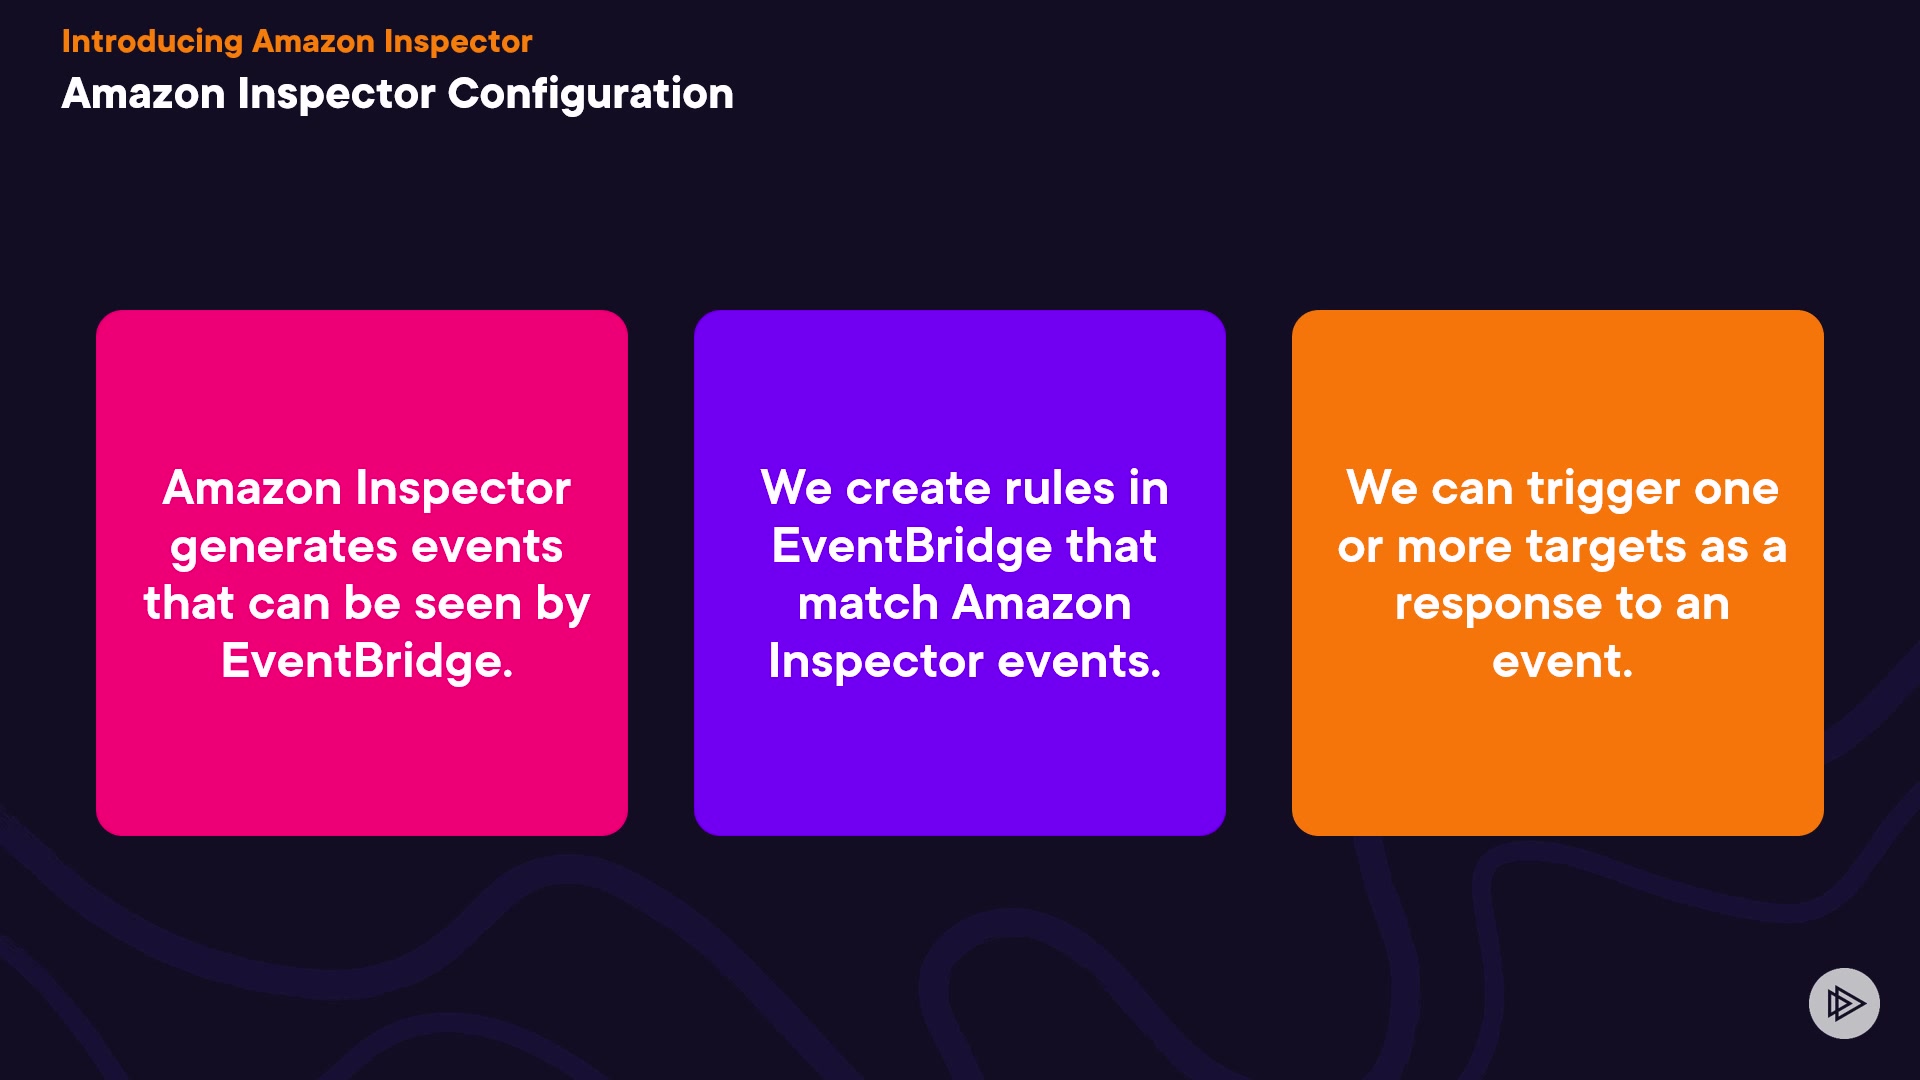 Introducing Amazon Inspector
Amazon Inspector Configuration
Amazon Inspector
generates events
that can be seen by
EventBridge.
We create rules in
EventBridge that
match Amazon
Inspector events.
We can trigger one
or more targets as a
response to an
event.